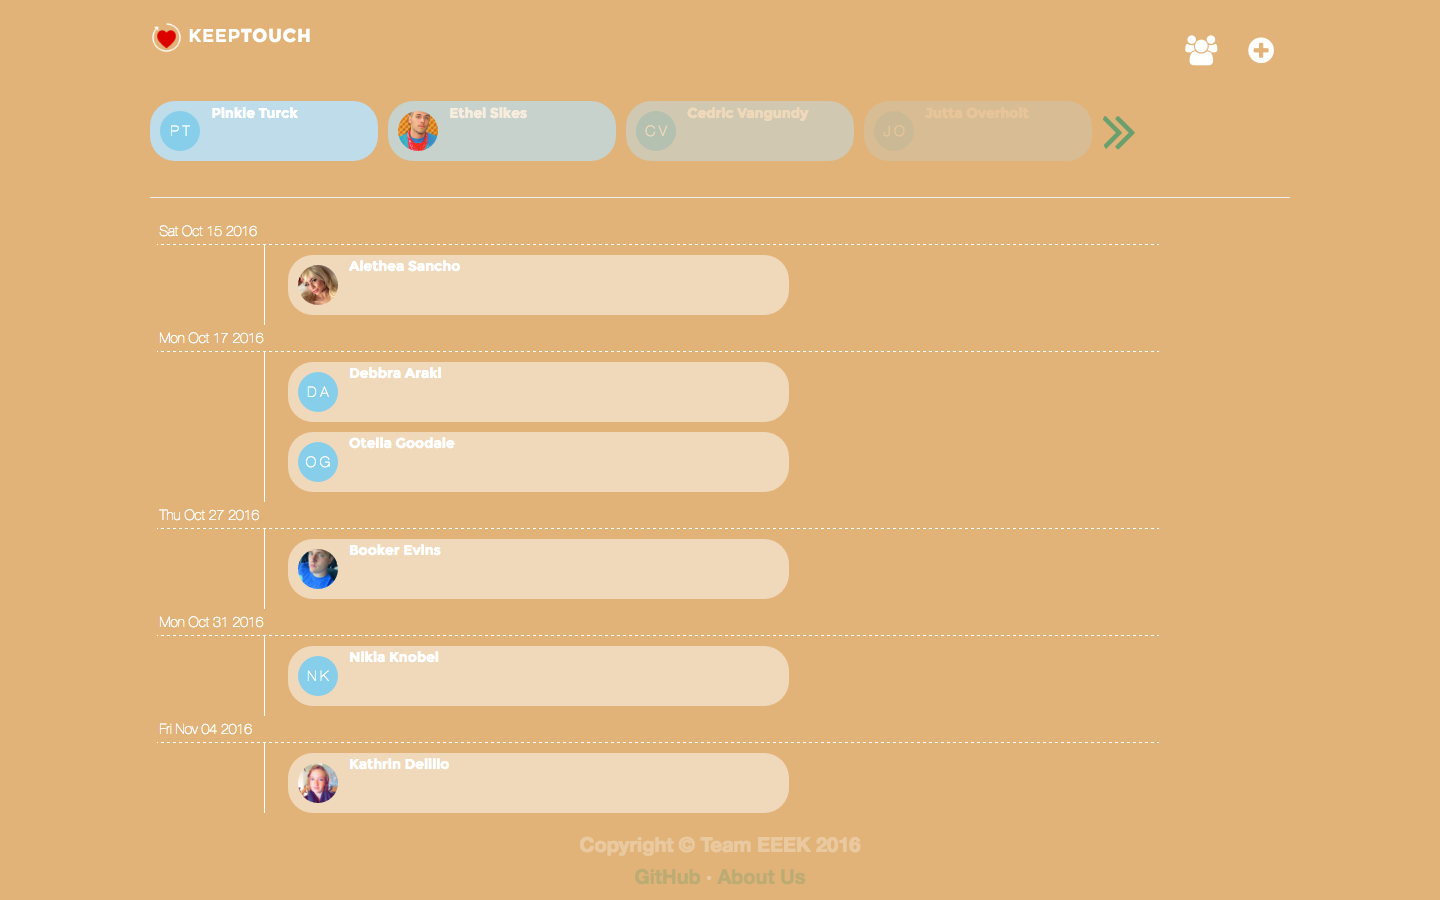 KEEPTOUCH
PT Pinkie Turck
Ethel Sikes
CV Cedric Vangundy
JO Jutta Overholt
Sat Oct 15 2016
Alethea Sancho
Mon Oct 17 2016
DA Debbra Araki
OG Otella Goodale
Thu Oct 27 2016
Booker Evins
Mon Oct 31 2016
NK Nikia Knobel
Fri Nov 04 2016
Kathrin Delillo
Copyright © Team EEEK 2016
GitHub · About Us